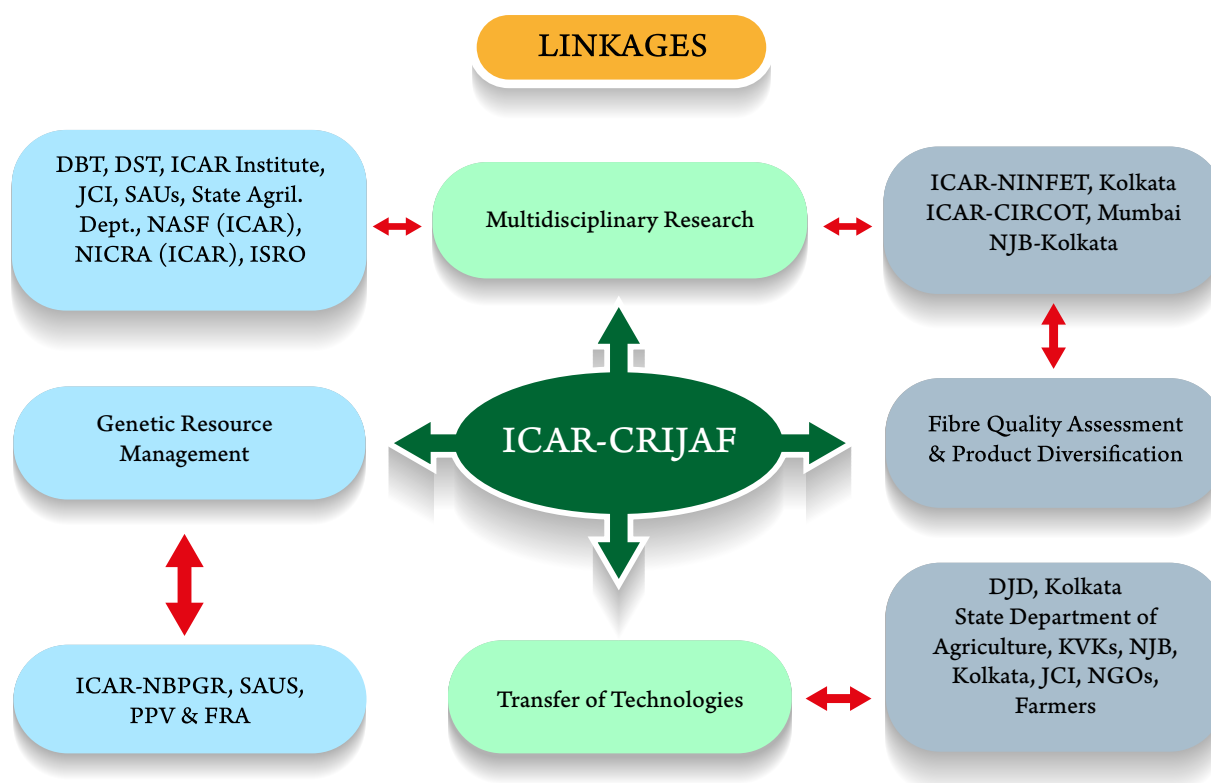 LINKAGES
DBT, DST, ICAR Institute,
JCI, SAUs, State Agril.
Dept., NASF (ICAR),
NICRA (ICAR), ISRO
Multidisciplinary Research
ICAR-NINFET, Kolkata
ICAR-CIRCOT, Mumbai
NJB-Kolkata
Genetic Resource
Management
ICAR-CRIJAF
Fibre Quality Assessment
& Product Diversification
ICAR-NBPGR, SAUS,
PPV & FRA
Transfer of Technologies
DJD, Kolkata
State Department of
Agriculture, KVKs, NJB,
Kolkata, JCI, NGOs,
Farmers